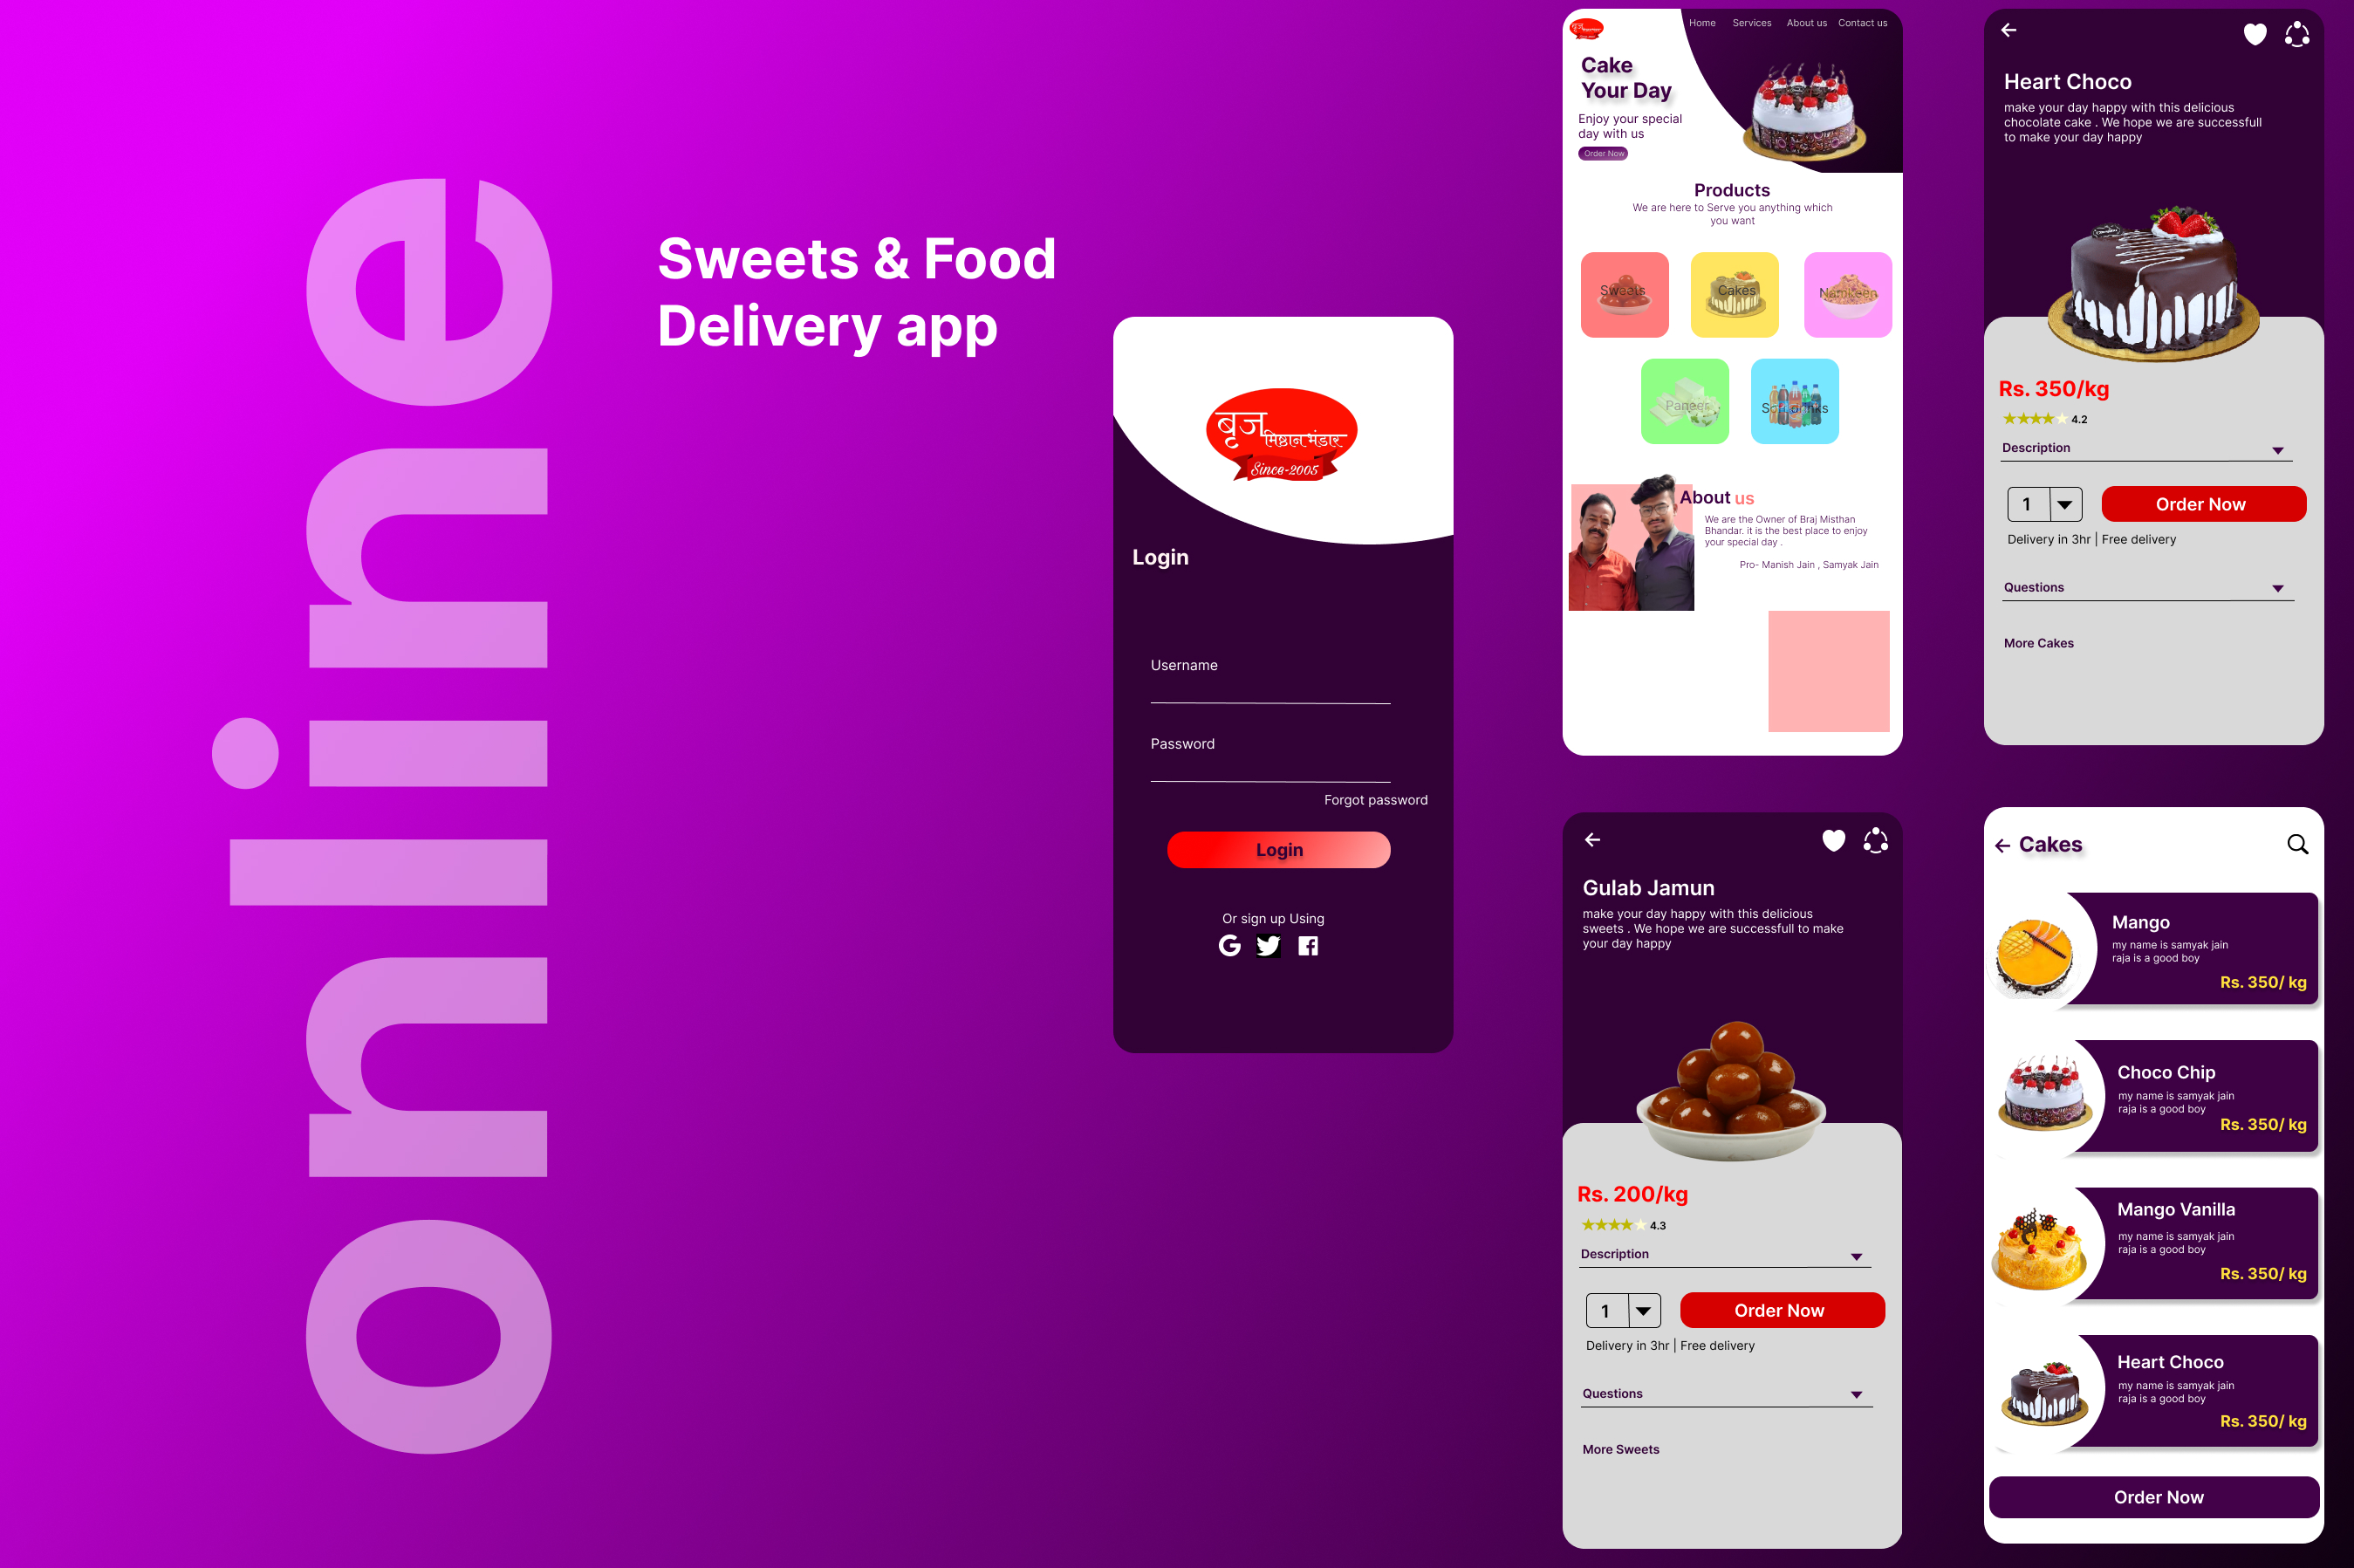 online
Sweets & Food
Delivery app
बृज
मिष्ठान भंडार
Since-2005
Login
Username
Password
Forgot password
Login
Or sign up Using
Home Services About us Contact us
Cake
Your Day
Enjoy your special
day with us
Order Now
Products
We are here to Serve you anything which
you want
Sweets
Cakes
Namkeen
Paneer
Soft drinks
About us
We are the Owner of Braj Misthan
Bhandar. it is the best place to enjoy
your special day .
Pro- Manish Jain , Samyak Jain
Heart Choco
make your day happy with this delicious
chocolate cake . We hope we are successfull
to make your day happy
Rs. 350/kg
4.2
Description
1
Order Now
Delivery in 3hr | Free delivery
Questions
More Cakes
Gulab Jamun
make your day happy with this delicious
sweets . We hope we are successfull to make
your day happy
Rs. 200/kg
4.3
Description
1
Order Now
Delivery in 3hr | Free delivery
Questions
More Sweets
Cakes
Mango
my name is samyak jain
raja is a good boy
Rs. 350/ kg
Choco Chip
my name is samyak jain
raja is a good boy
Rs. 350/ kg
Mango Vanilla
my name is samyak jain
raja is a good boy
Rs. 350/ kg
Heart Choco
my name is samyak jain
raja is a good boy
Rs. 350/ kg
Order Now